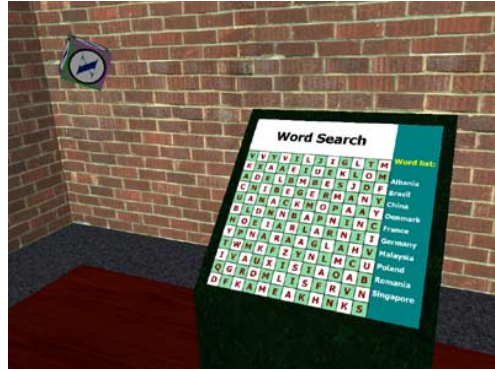 Word Search
Y V Y V I L J I G L T M
K X A A E I U E K L O M
A D E L B M B E S J D F
C N I B E G E R M A N Y
U A N A C K M O P A A Y
B L D N N B A P N I N C
H O C I A R L A R N I I
Y P N A R A A G L A H V
T W M K F Z Y N L M C U
I V A U X I S I A O A B
Q G R D M L I S F R V N
D F K A M E A K H N K S
Word list:
Albania
Brazil
China
Denmark
France
Germany
Malaysia
Poland
Romania
Singapore